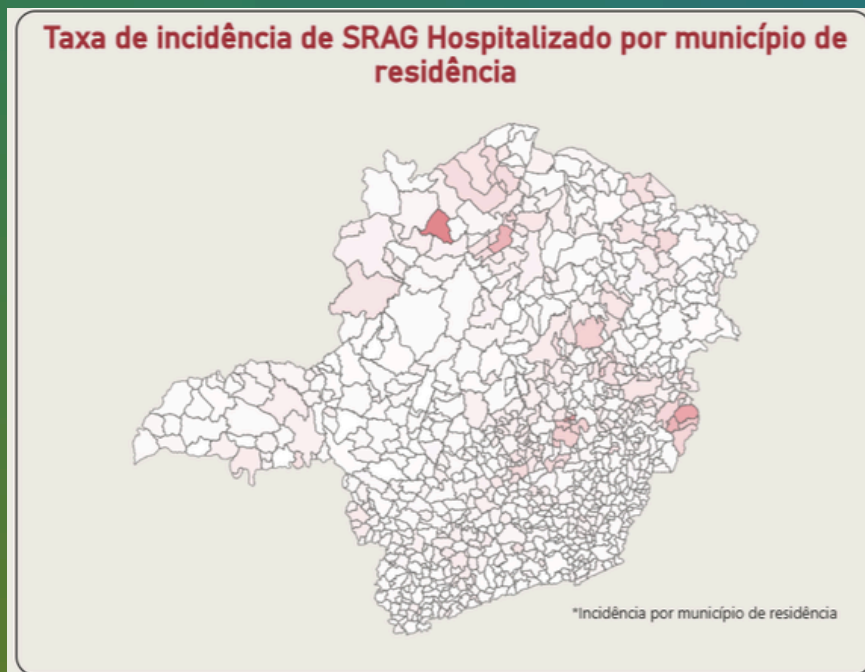 Taxa de incidência de SRAG Hospitalizado por município de
residência
*Incidência por município de residência